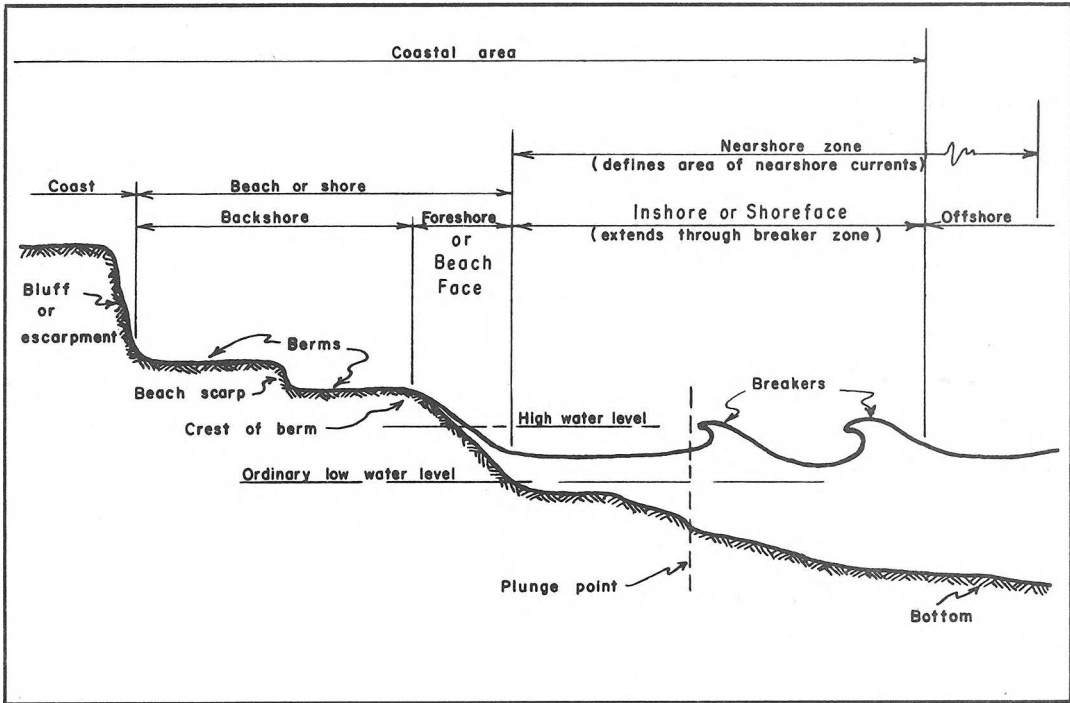 Coastal area
Nearshore zone
(defines area of nearshore currents)
Coast
Beach or shore
Backshore
Foreshore
or
Beach
Face
Inshore or Shoreface
(extends through breaker zone)
Offshore
Bluff
or
escarpment
Berms
Beach scarp
Crest of berm
High water level
Breakers
Ordinary low water level
Plunge point
Bottom